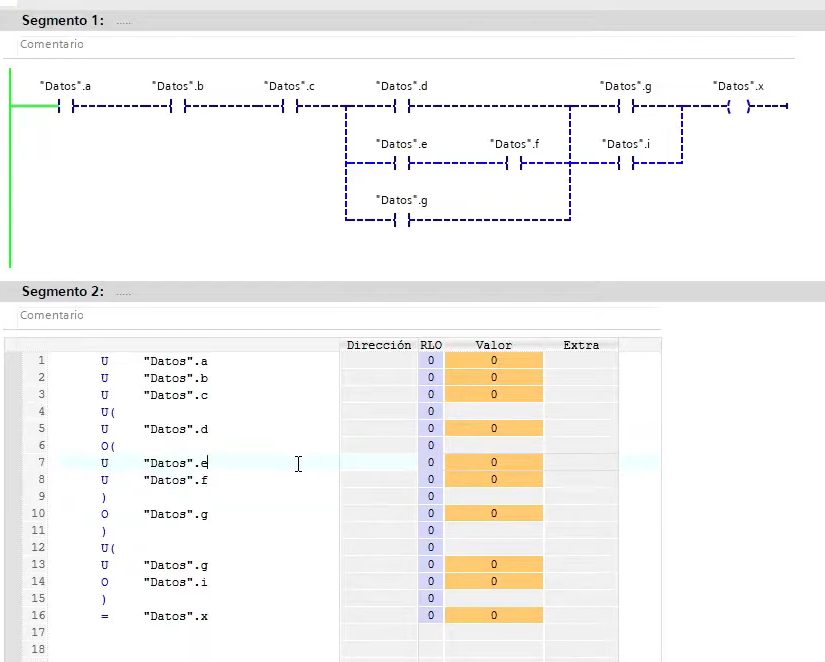 Segmento 1: .....
Comentario
"Datos".a "Datos".b "Datos".c "Datos".d "Datos".g "Datos".x
"Datos".e "Datos".f "Datos".i
"Datos".g
Segmento 2: .....
Comentario
Dirección RLO Valor Extra
1 U "Datos".a 0 0
2 U "Datos".b 0 0
3 U "Datos".c 0 0
4 U( 0
5 U "Datos".d 0 0
6 O( 0
7 U "Datos".e 0 0
8 U "Datos".f 0 0
9 ) 0
10 O "Datos".g 0 0
11 ) 0
12 U( 0
13 U "Datos".g 0 0
14 O "Datos".i 0 0
15 ) 0
16 = "Datos".x 0 0
17
18